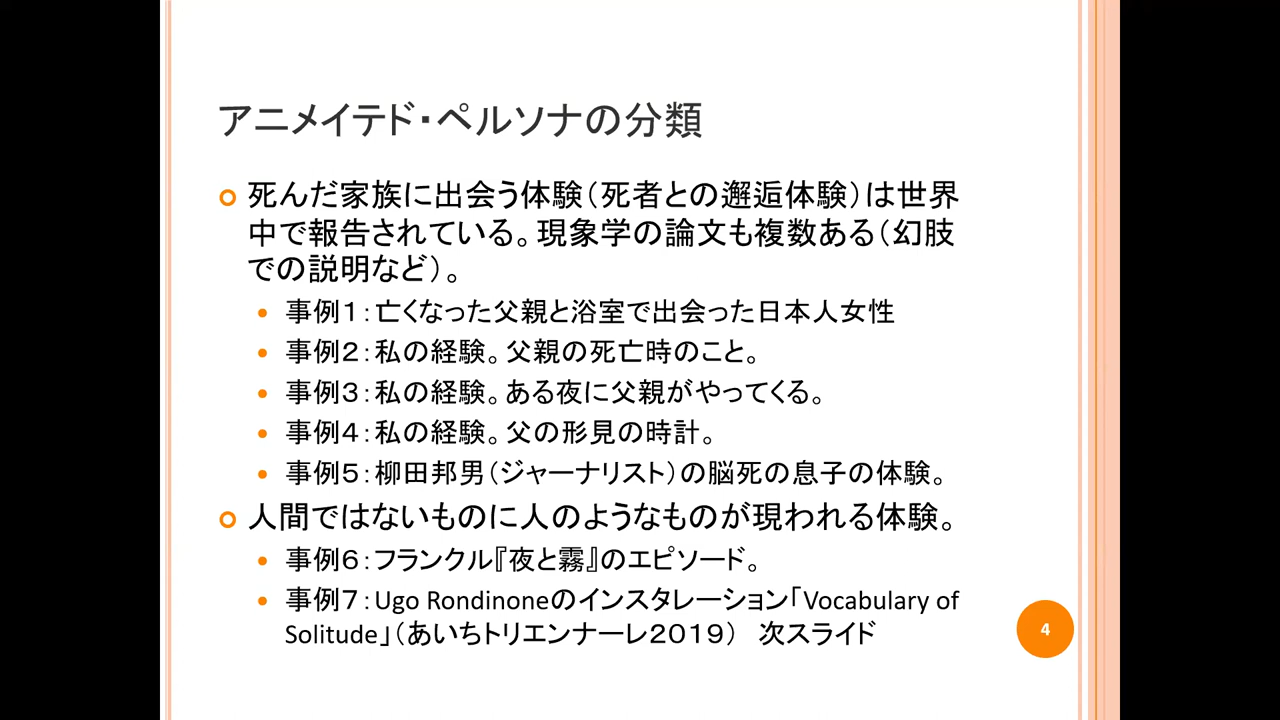 アニメイテド・ペルソナの分類
死んだ家族に出会う体験（死者との邂逅体験）は世界
中で報告されている。現象学の論文も複数ある（幻肢
での説明など）。
事例１：亡くなった父親と浴室で出会った日本人女性
事例２：私の経験。父親の死亡時のこと。
事例３：私の経験。ある夜に父親がやってくる。
事例４：私の経験。父の形見の時計。
事例５：柳田邦男（ジャーナリスト）の脳死の息子の体験。
人間ではないものに人のようなものが現われる体験。
事例６：フランクル『夜と霧』のエピソード。
事例７：Ugo Rondinoneのインスタレーション「Vocabulary of
Solitude」（あいちトリエンナーレ２０１９）　次スライド
4